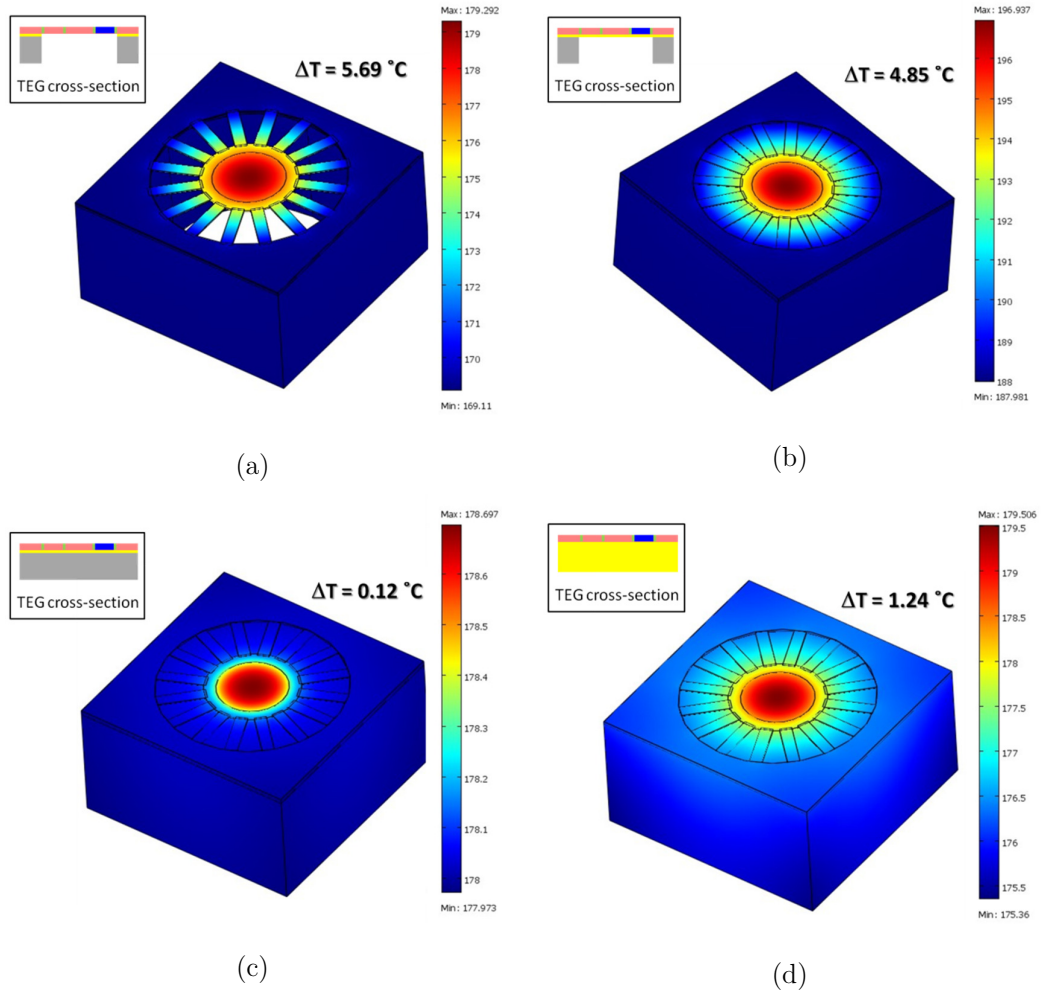 TEG cross-section
ΔT = 5.69 ˚C
Max: 179.292
179
178
177
176
175
174
173
172
171
170
Min: 169.11
(a)
TEG cross-section
ΔT = 4.85 ˚C
Max: 196.937
196
195
194
193
192
191
190
189
188
Min: 187.981
(b)
TEG cross-section
ΔT = 0.12 ˚C
Max: 178.697
178.6
178.5
178.4
178.3
178.2
178.1
178
Min: 177.973
(c)
TEG cross-section
ΔT = 1.24 ˚C
Max: 179.506
179.5
179
178.5
178
177.5
177
176.5
176
175.5
Min: 175.36
(d)